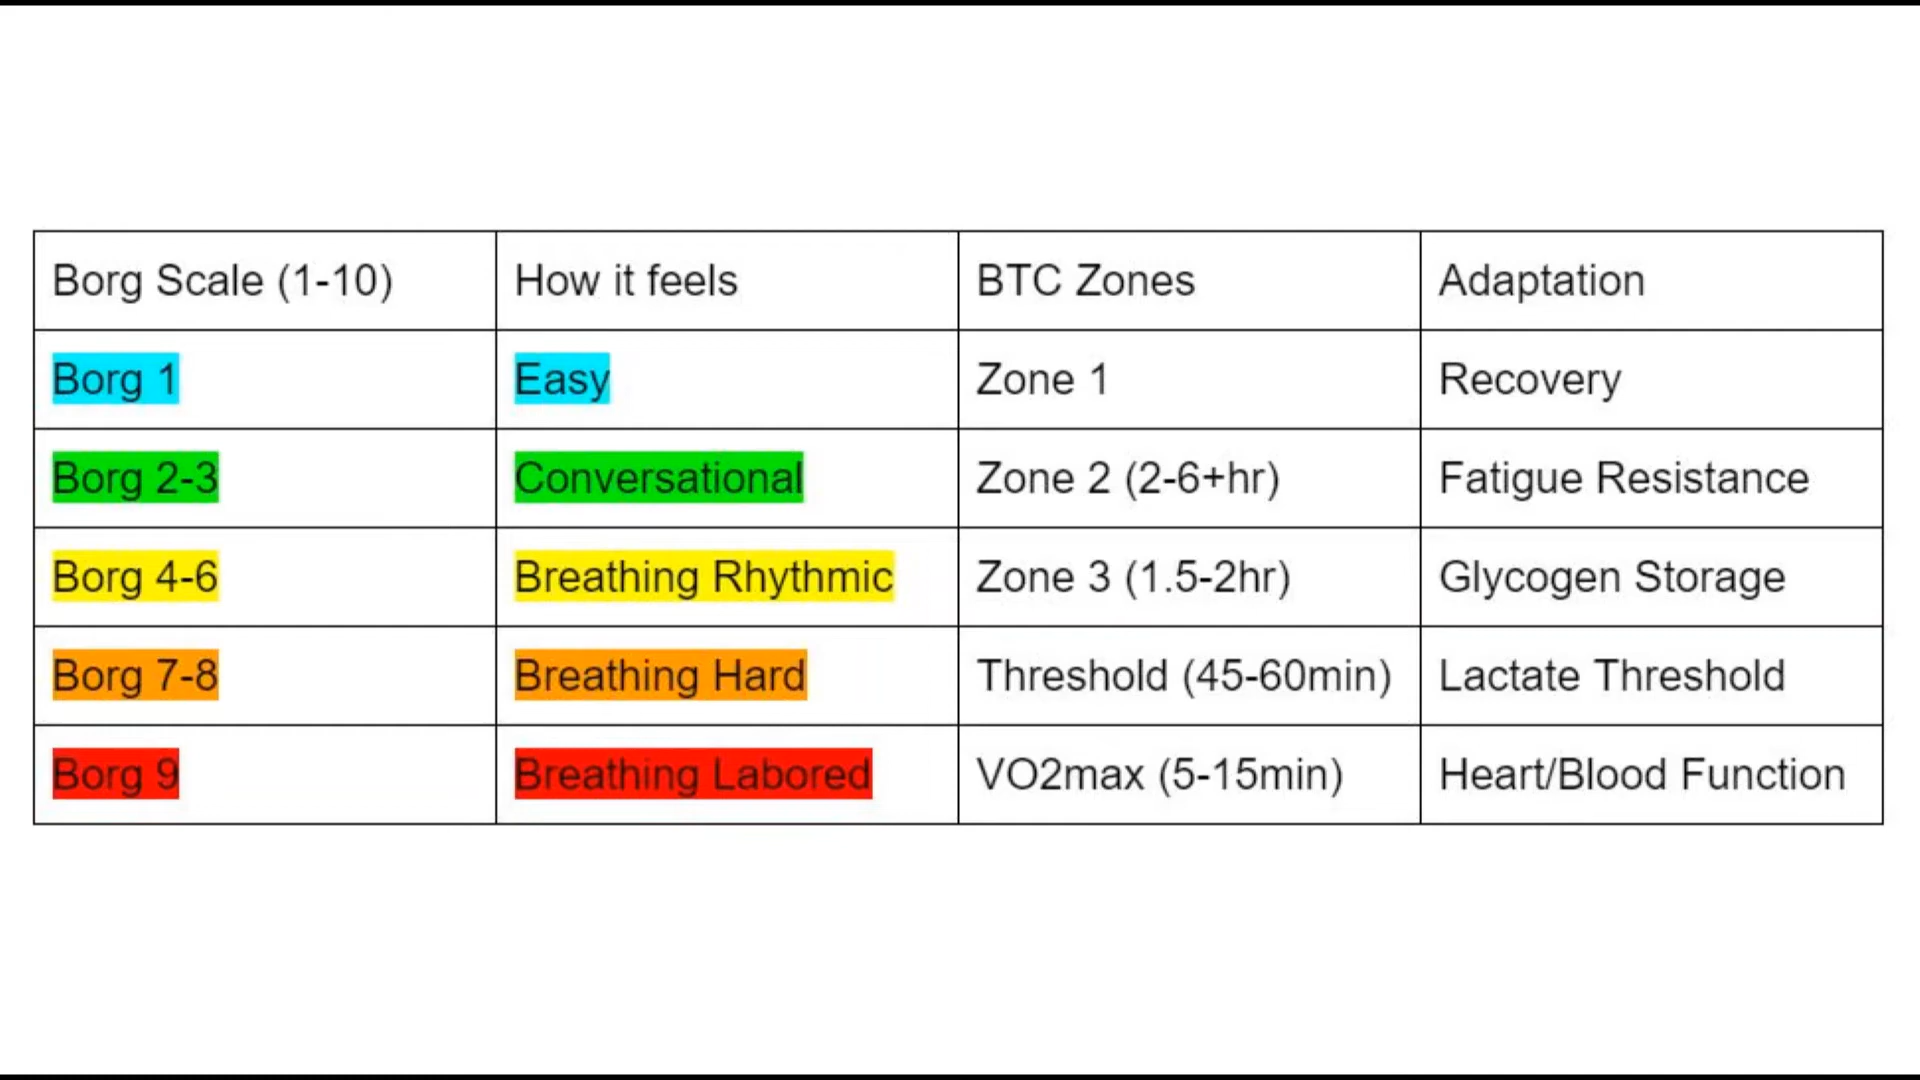 Borg Scale (1-10) How it feels BTC Zones Adaptation
Borg 1 Easy Zone 1 Recovery
Borg 2-3 Conversational Zone 2 (2-6+hr) Fatigue Resistance
Borg 4-6 Breathing Rhythmic Zone 3 (1.5-2hr) Glycogen Storage
Borg 7-8 Breathing Hard Threshold (45-60min) Lactate Threshold
Borg 9 Breathing Labored VO2max (5-15min) Heart/Blood Function